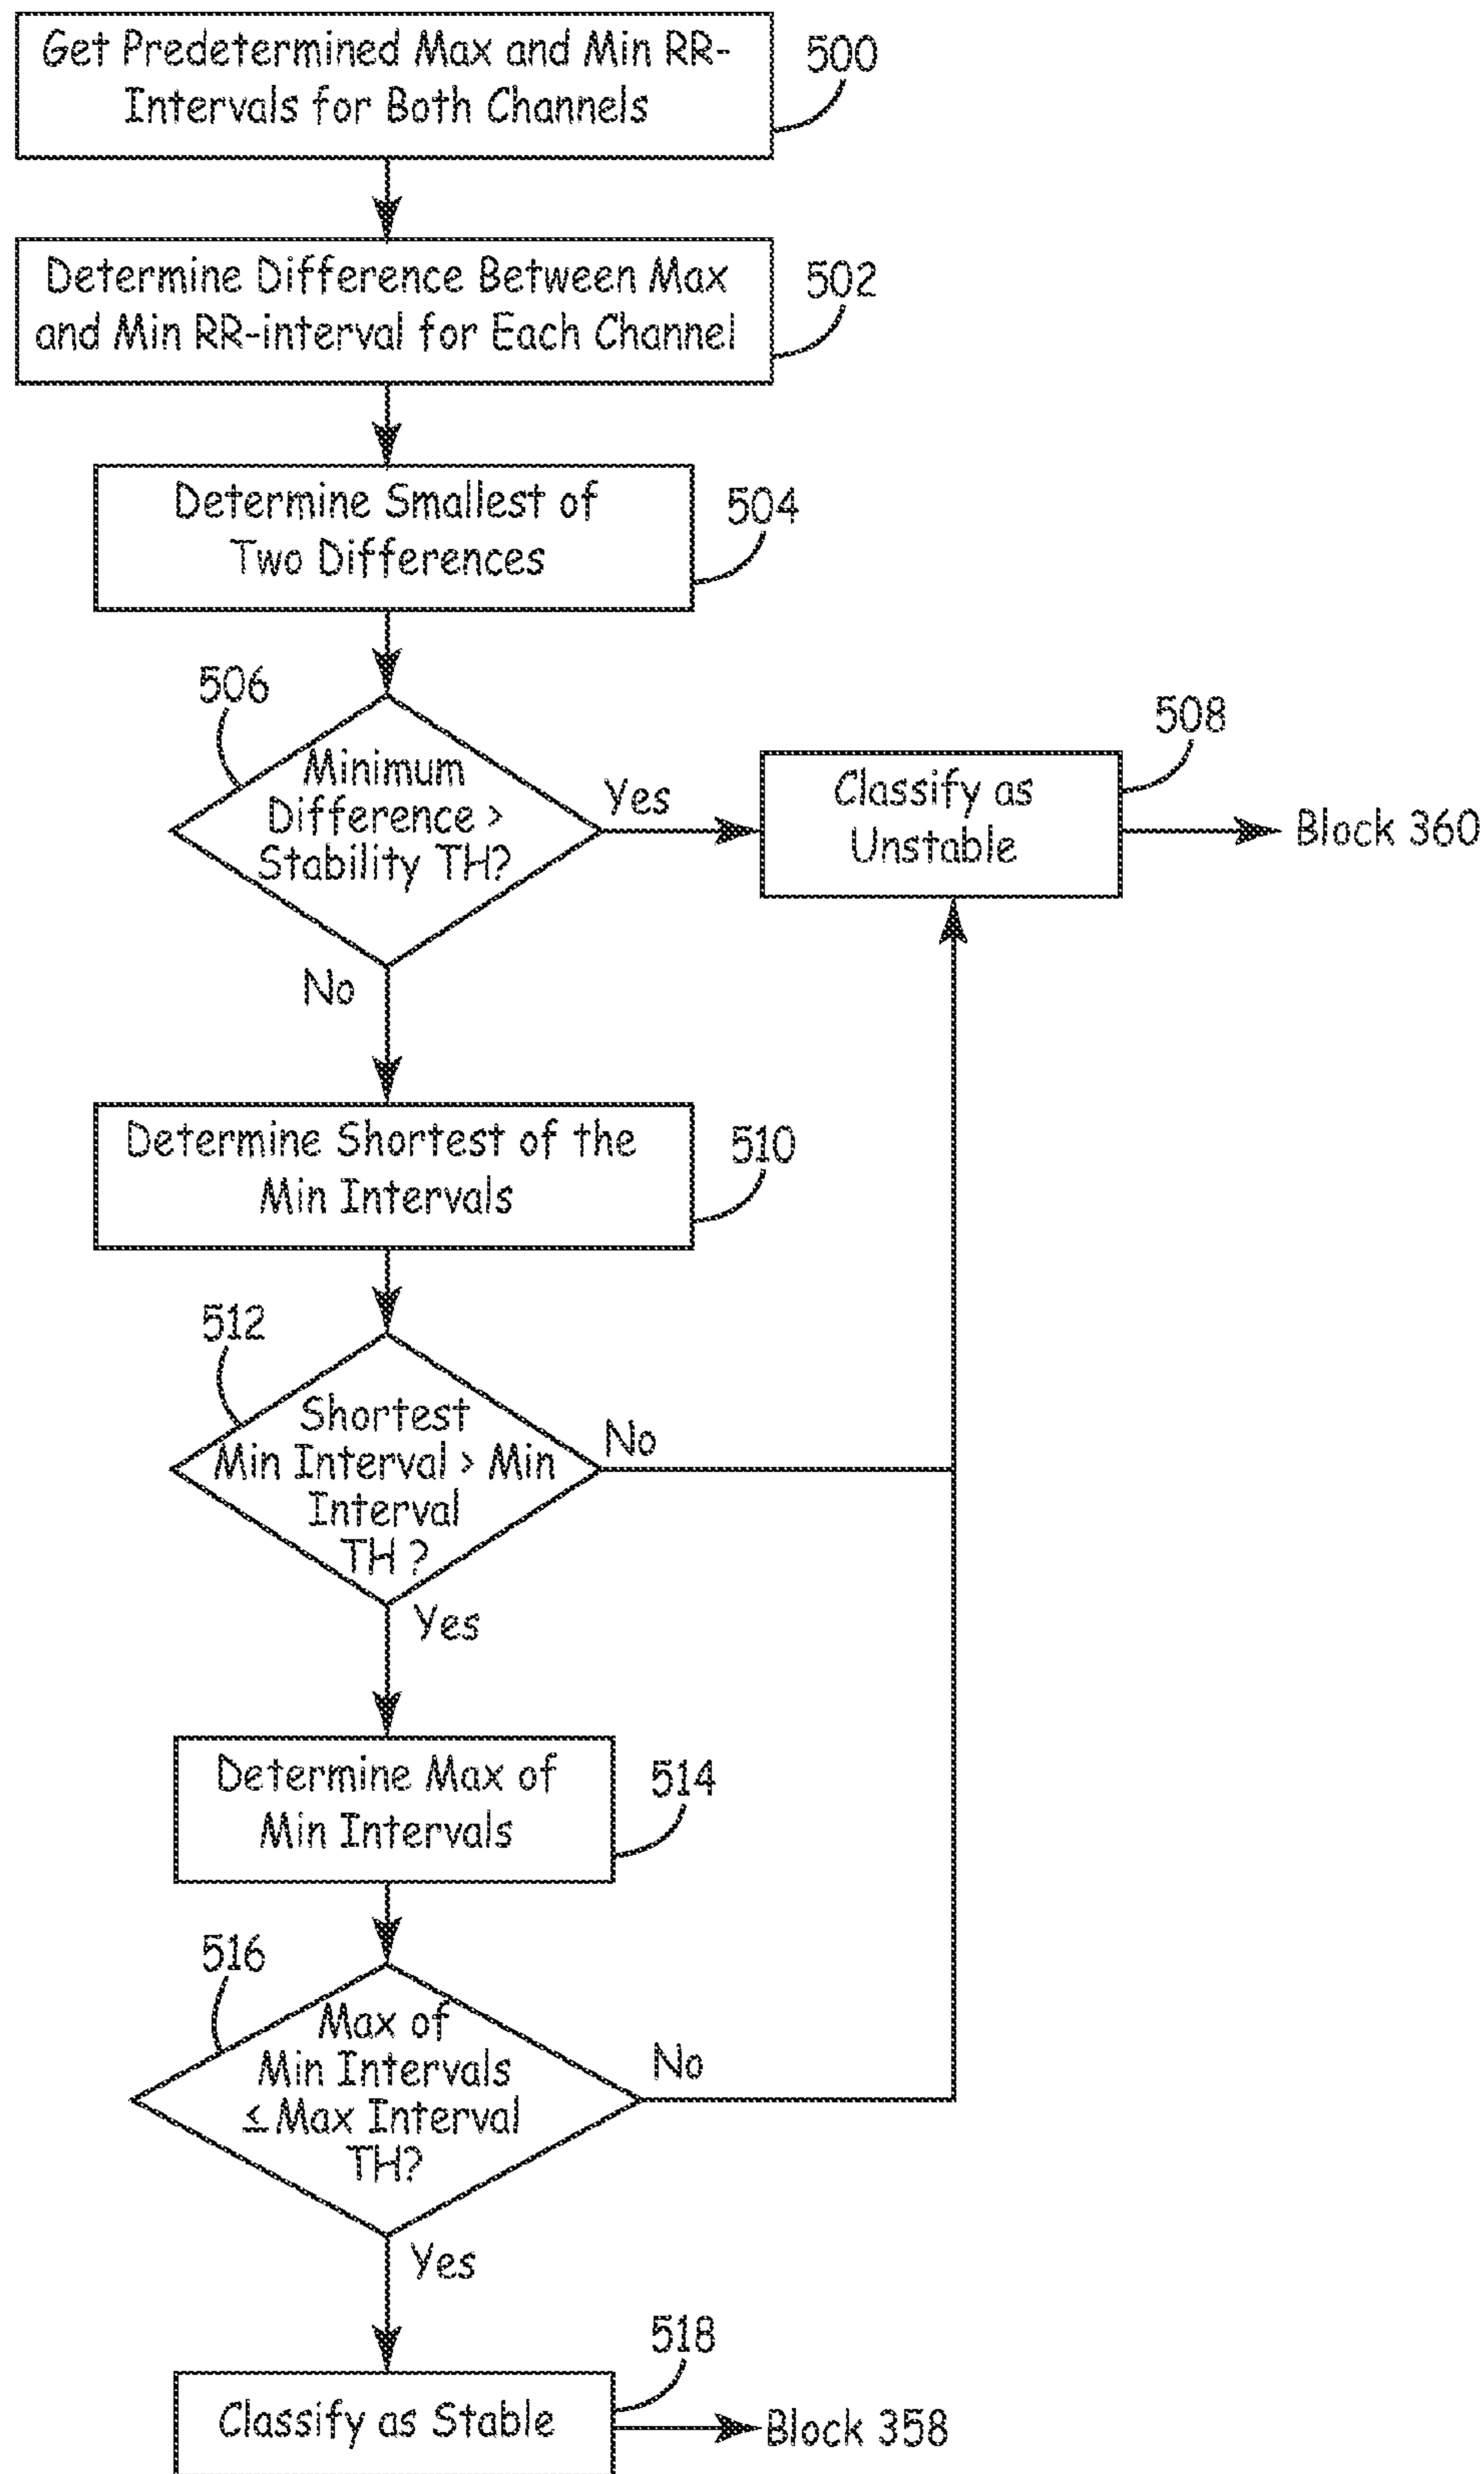 Get Predetermined Max and Min RR-
Intervals for Both Channels
500
Determine Difference Between Max
and Min RR-interval for Each Channel
502
Determine Smallest of
Two Differences
504
506
Minimum
Difference >
Stability TH?
Yes
Classify as
Unstable
508
Block 360
No
Determine Shortest of the
Min Intervals
510
512
Shortest
Min Interval > Min
Interval
TH ?
No
Yes
Determine Max of
Min Intervals
514
516
Max of
Min Intervals
≤ Max Interval
TH?
No
Yes
Classify as Stable
518
Block 358